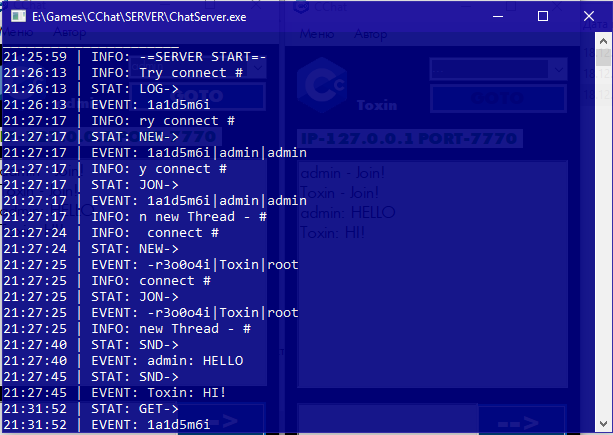 E:\Games\CChat\SERVER\ChatServer.exe
21:25:59 | INFO: -=SERVER START=-
21:26:13 | INFO: Try connect #
21:26:13 | STAT: LOG->
21:26:13 | EVENT: 1a1d5m6i
21:27:17 | INFO: ry connect #
21:27:17 | STAT: NEW->
21:27:17 | EVENT: 1a1d5m6i|admin|admin
21:27:17 | INFO: y connect #
21:27:17 | STAT: JON->
21:27:17 | EVENT: 1a1d5m6i|admin|admin
21:27:17 | INFO: n new Thread - #
21:27:24 | INFO:  connect #
21:27:24 | STAT: NEW->
21:27:25 | EVENT: -r3o0o4i|Toxin|root
21:27:25 | INFO: connect #
21:27:25 | STAT: JON->
21:27:25 | EVENT: -r3o0o4i|Toxin|root
21:27:25 | INFO: new Thread - #
21:27:40 | STAT: SND->
21:27:40 | EVENT: admin: HELLO
21:27:45 | STAT: SND->
21:27:45 | EVENT: Toxin: HI!
21:31:52 | STAT: GET->
21:31:52 | EVENT: 1a1d5m6i
CChat
Меню Автор
Toxin
GOTO
IP-127.0.0.1 PORT-7770
admin - Join!
Toxin - Join!
admin: HELLO
Toxin: HI!
-->